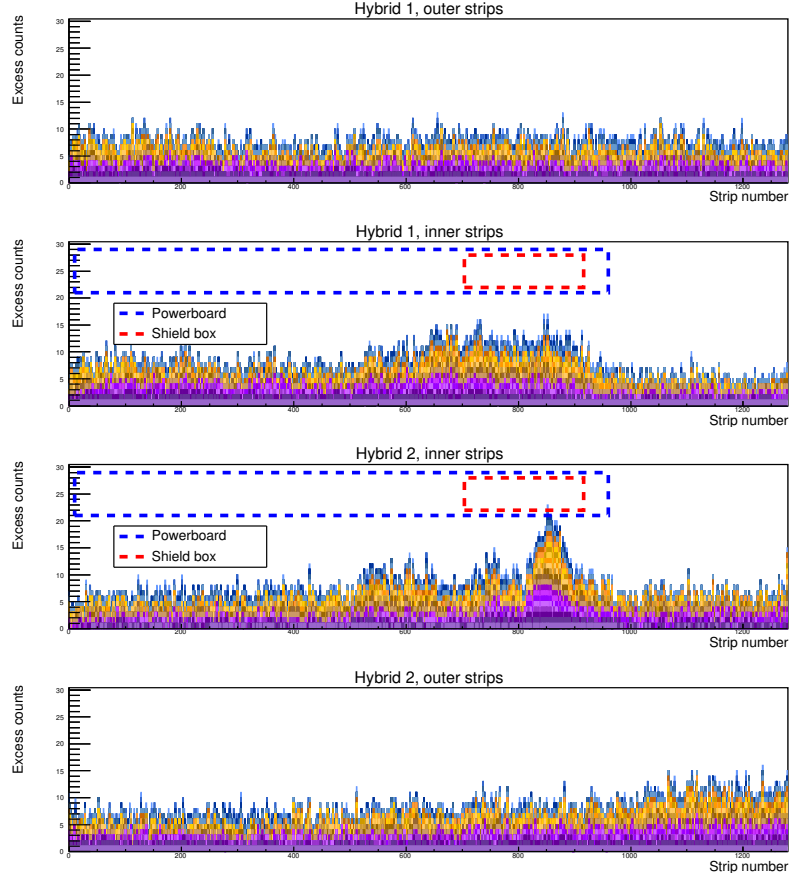 Hybrid 1, outer strips
Excess counts
30
25
20
15
10
5
0
0 200 400 600 800 1000 1200
Strip number
Hybrid 1, inner strips
Excess counts
30
25
20
15
10
5
0
Powerboard
Shield box
0 200 400 600 800 1000 1200
Strip number
Hybrid 2, inner strips
Excess counts
30
25
20
15
10
5
0
Powerboard
Shield box
0 200 400 600 800 1000 1200
Strip number
Hybrid 2, outer strips
Excess counts
30
25
20
15
10
5
0
0 200 400 600 800 1000 1200
Strip number